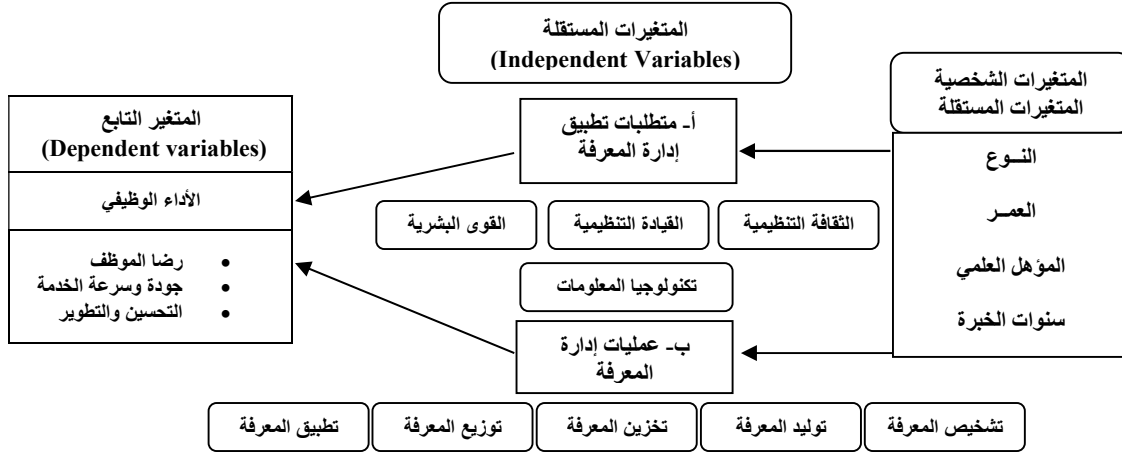 المتغيرات المستقلة
(Independent Variables)
المتغيرات الشخصية
المتغيرات المستقلة
النــوع
العمــر
المؤهل العلمي
سنوات الخبرة
أ- متطلبات تطبيق
إدارة المعرفة
الثقافة التنظيمية
القيادة التنظيمية
القوى البشرية
تكنولوجيا المعلومات
ب- عمليات إدارة
المعرفة
تشخيص المعرفة
توليد المعرفة
تخزين المعرفة
توزيع المعرفة
تطبيق المعرفة
المتغير التابع
(Dependent variables)
الأداء الوظيفي
• رضا الموظف
• جودة وسرعة الخدمة
• التحسين والتطوير